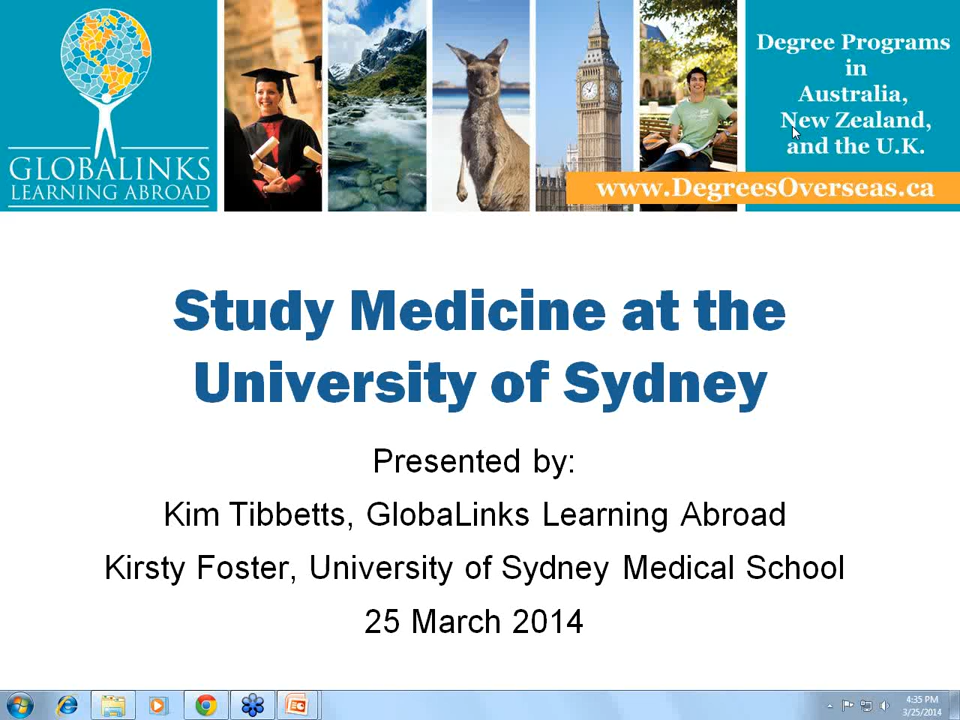 GLOBALINKS
LEARNING ABROAD
Degree Programs
in
Australia,
New Zealand,
and the U.K.
www.DegreesOverseas.ca
Study Medicine at the
University of Sydney
Presented by:
Kim Tibbetts, GlobaLinks Learning Abroad
Kirsty Foster, University of Sydney Medical School
25 March 2014
4:35 PM
3/25/2014